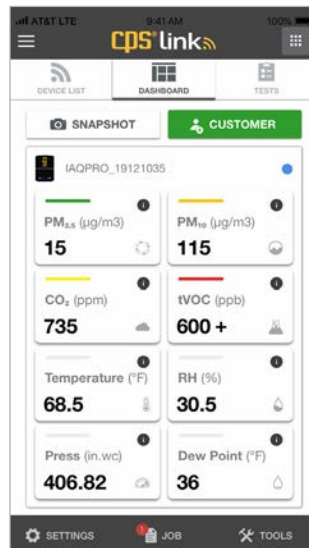 AT&T LTE 9:41 AM 100%
CPS® link
DEVICE LIST DASHBOARD TESTS
SNAPSHOT CUSTOMER
IAQPRO_19121035
PM₂.₅ (µg/m3) PM₁₀ (µg/m3)
15 115
CO₂ (ppm) tVOC (ppb)
735 600 +
Temperature (°F) RH (%)
68.5 30.5
Press (in.wc) Dew Point (°F)
406.82 36
SETTINGS 1 JOB TOOLS